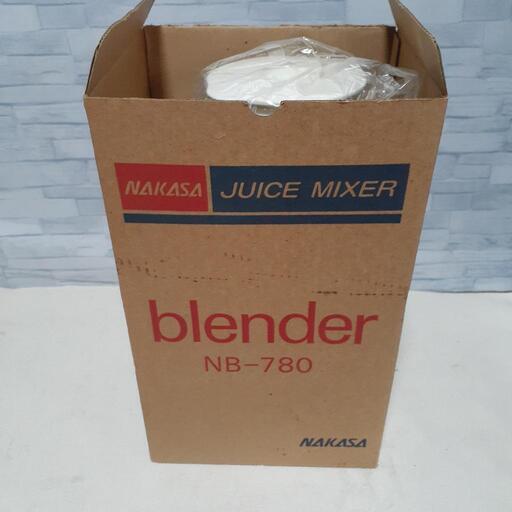 NAKASA JUICE MIXER
blender
NB-780
NAKASA